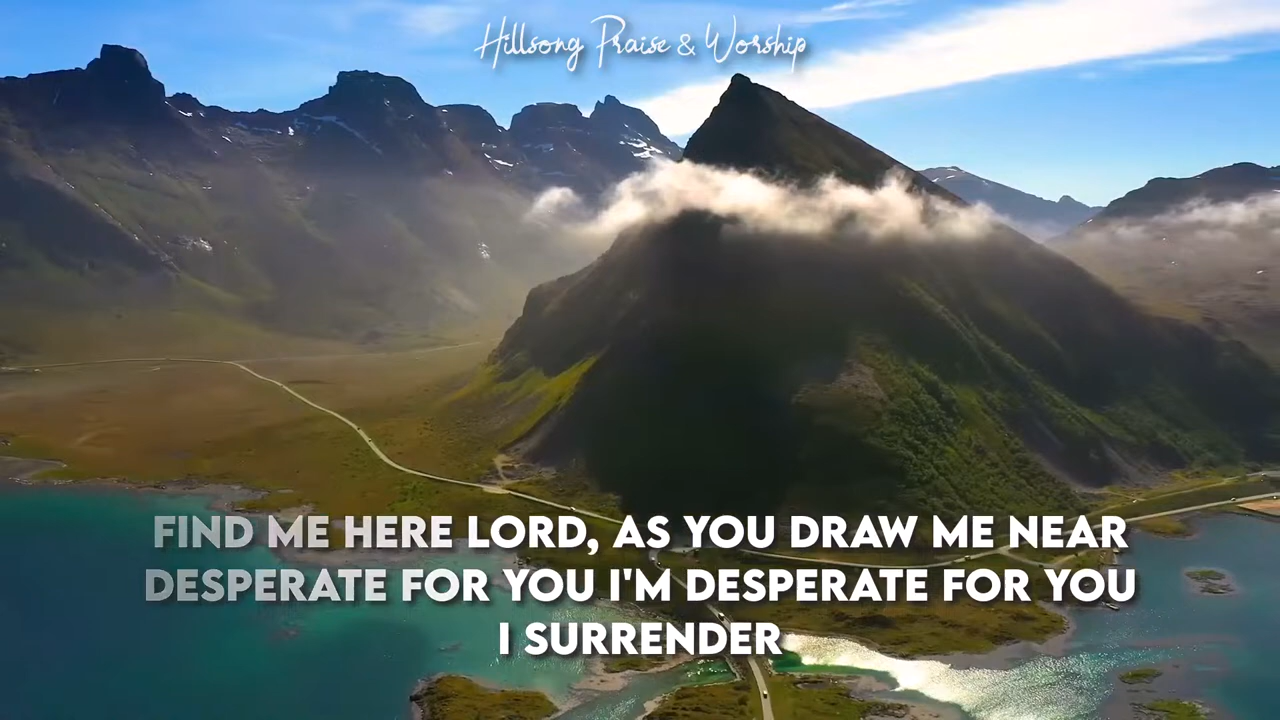 Hillsong Praise & Worship
FIND ME HERE LORD, AS YOU DRAW ME NEAR
DESPERATE FOR YOU I'M DESPERATE FOR YOU
I SURRENDER